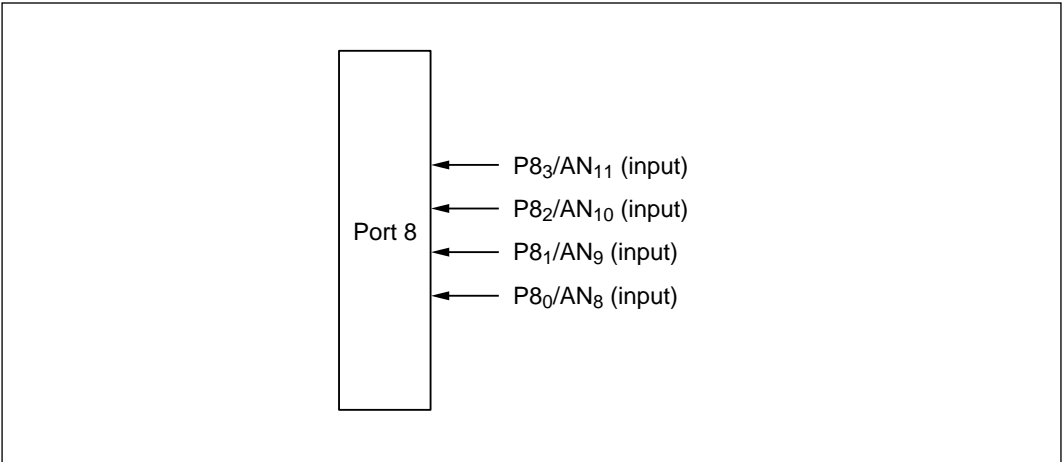 Port 8
P8₃/AN₁₁ (input)
P8₂/AN₁₀ (input)
P8₁/AN₉ (input)
P8₀/AN₈ (input)